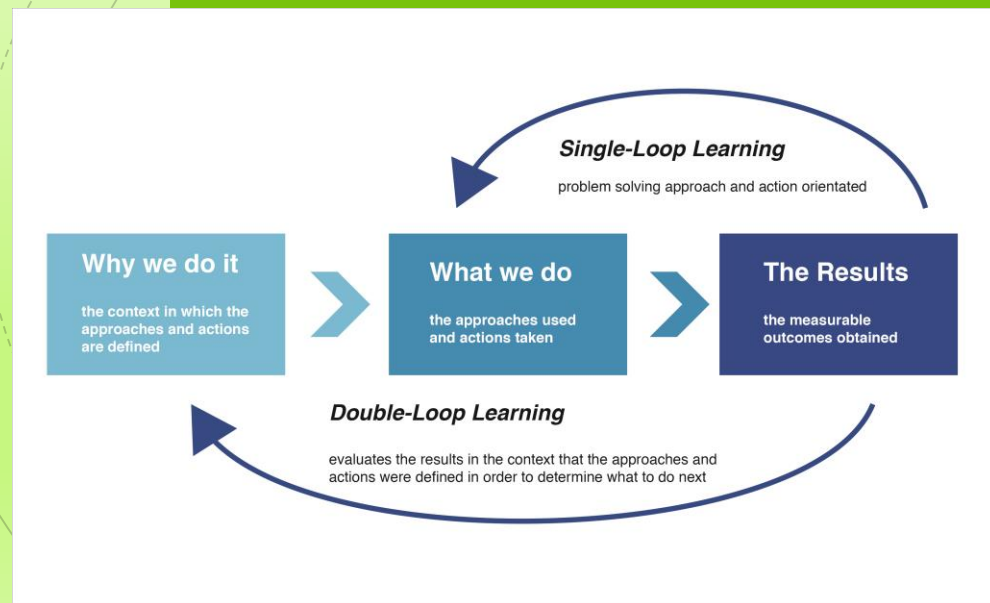 Single-Loop Learning
problem solving approach and action orientated
Why we do it
the context in which the
approaches and actions
are defined
What we do
the approaches used
and actions taken
The Results
the measurable
outcomes obtained
Double-Loop Learning
evaluates the results in the context that the approaches and
actions were defined in order to determine what to do next